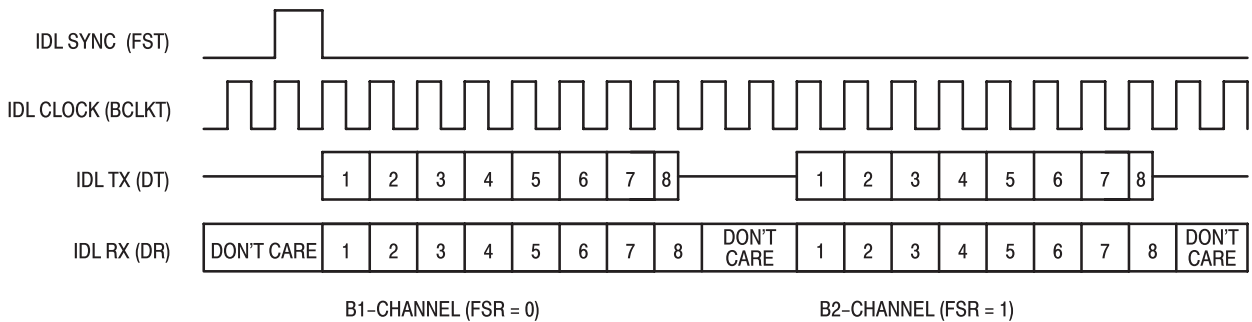 IDL SYNC (FST)
IDL CLOCK (BCLKT)
IDL TX (DT) 1 2 3 4 5 6 7 8 1 2 3 4 5 6 7 8
IDL RX (DR) DON'T CARE 1 2 3 4 5 6 7 8 DON'T CARE 1 2 3 4 5 6 7 8 DON'T CARE
B1–CHANNEL (FSR = 0) B2–CHANNEL (FSR = 1)